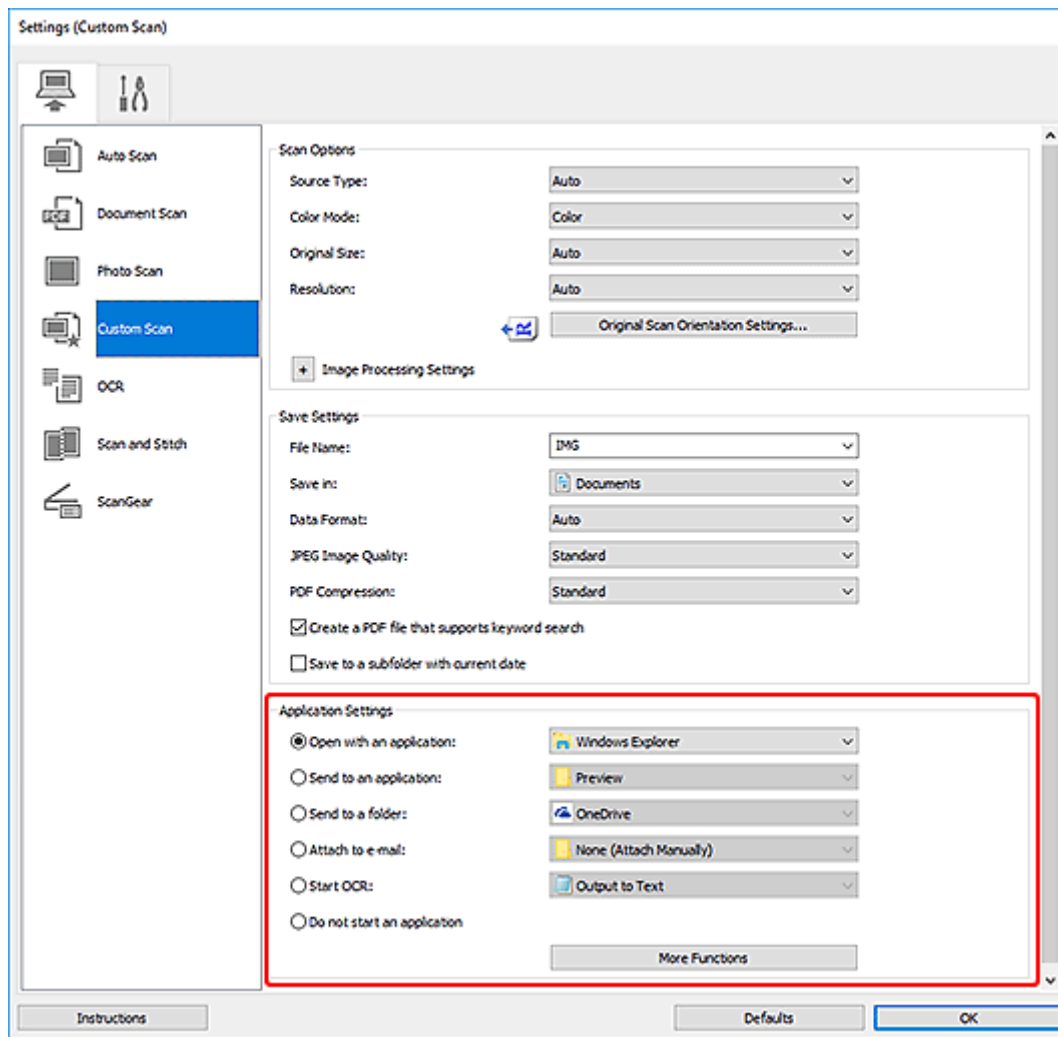 Settings (Custom Scan)
Auto Scan
Document Scan
Photo Scan
Custom Scan
OCR
Scan and Stitch
ScanGear
Scan Options
Source Type: Auto
Color Mode: Color
Original Size: Auto
Resolution: Auto
Original Scan Orientation Settings...
+ Image Processing Settings
Save Settings
File Name: IMG
Save in: Documents
Data Format: Auto
JPEG Image Quality: Standard
PDF Compression: Standard
Create a PDF file that supports keyword search
Save to a subfolder with current date
Application Settings
Open with an application: Windows Explorer
Send to an application: Preview
Send to a folder: OneDrive
Attach to e-mail: None (Attach Manually)
Start OCR: Output to Text
Do not start an application
More Functions
Instructions Defaults OK